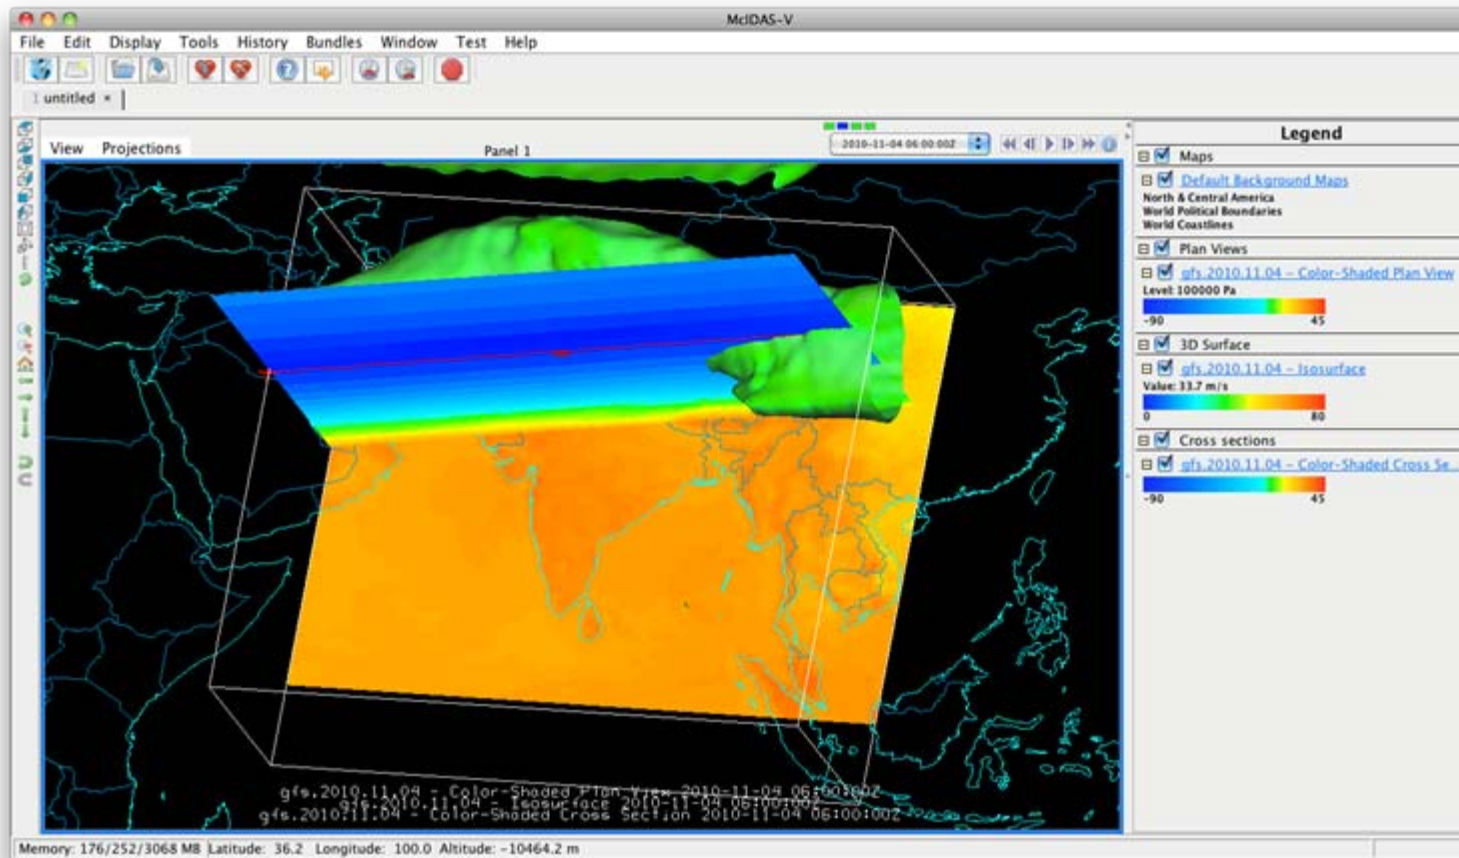 McIDAS-V
File Edit Display Tools History Bundles Window Test Help
1 untitled ×
View Projections
Panel 1
2010-11-04 06:00:00Z
Legend
Maps
Default Background Maps
North & Central America
World Political Boundaries
World Coastlines
Plan Views
gfs.2010.11.04 - Color-Shaded Plan View
Level: 100000 Pa
-90 45
3D Surface
gfs.2010.11.04 - Isosurface
Value: 33.7 m/s
0 80
Cross sections
gfs.2010.11.04 - Color-Shaded Cross Se...
-90 45
gfs.2010.11.04 - Color-Shaded Plan View 2010-11-04 06:00:00Z
gfs.2010.11.04 - Isosurface 2010-11-04 06:00:00Z
gfs.2010.11.04 - Color-Shaded Cross Section 2010-11-04 06:00:00Z
Memory: 176/252/3068 MB Latitude: 36.2 Longitude: 100.0 Altitude: -10464.2 m